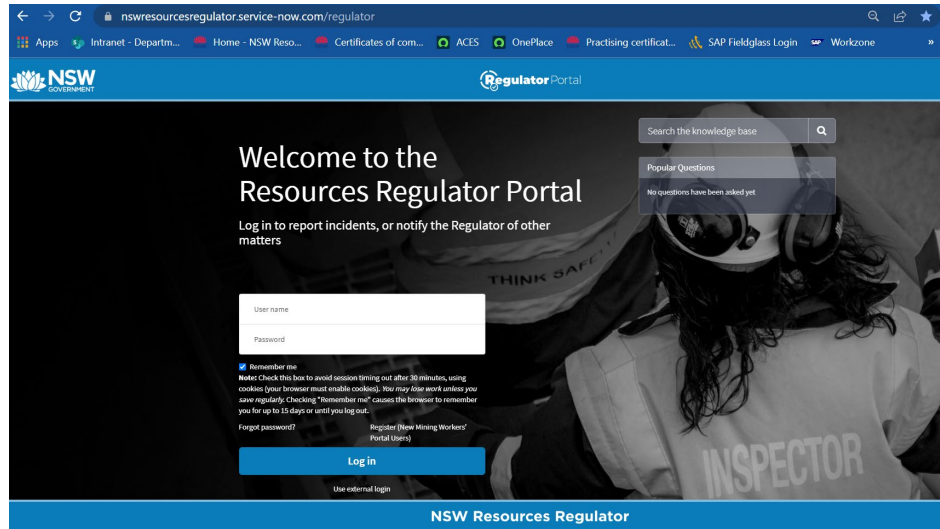 nswresourcesregulator.service-now.com/regulator
Apps Intranet - Departm... Home - NSW Reso... Certificates of com... ACES OnePlace Practising certificat... SAP Fieldglass Login SAP Workzone »
NSW
GOVERNMENT
Regulator Portal
Search the knowledge base
Popular Questions
No questions have been asked yet
Welcome to the
Resources Regulator Portal
Log in to report incidents, or notify the Regulator of other
matters
THINK SAFE
User name
Password
Remember me
Note: Check this box to avoid session timing out after 30 minutes, using
cookies (your browser must enable cookies). You may lose work unless you
save regularly. Checking "Remember me" causes the browser to remember
you for up to 15 days or until you log out.
Forgot password? Register (New Mining Workers'
Portal Users)
Log in
Use external login
INSPECTOR
NSW Resources Regulator